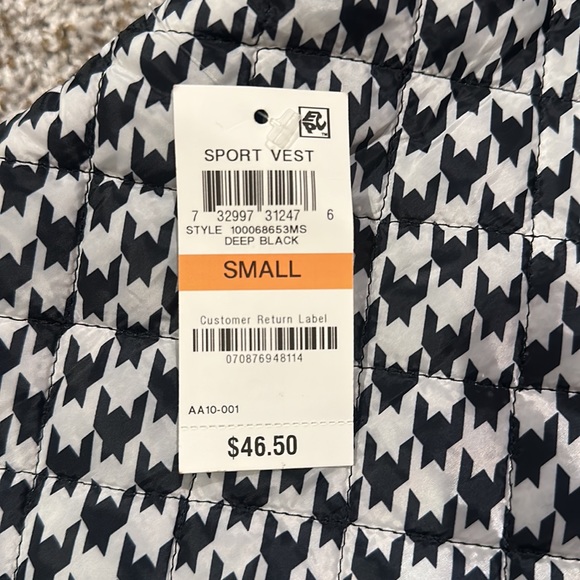 SPORT VEST
7 32997 31247 6
STYLE 100068653MS
DEEP BLACK
SMALL
Customer Return Label
070876948114
AA10-001
$46.50